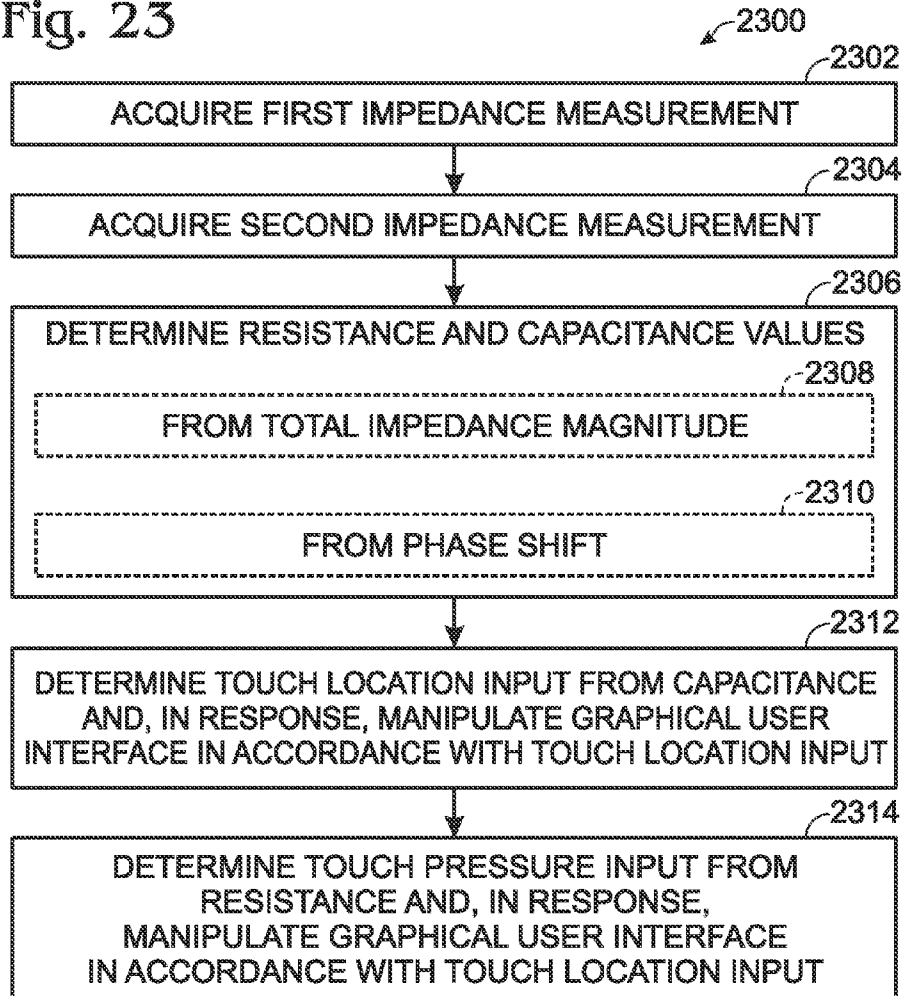 Fig. 23
2300
2302
ACQUIRE FIRST IMPEDANCE MEASUREMENT
2304
ACQUIRE SECOND IMPEDANCE MEASUREMENT
2306
DETERMINE RESISTANCE AND CAPACITANCE VALUES
2308
FROM TOTAL IMPEDANCE MAGNITUDE
2310
FROM PHASE SHIFT
2312
DETERMINE TOUCH LOCATION INPUT FROM CAPACITANCE
AND, IN RESPONSE, MANIPULATE GRAPHICAL USER
INTERFACE IN ACCORDANCE WITH TOUCH LOCATION INPUT
2314
DETERMINE TOUCH PRESSURE INPUT FROM
RESISTANCE AND, IN RESPONSE,
MANIPULATE GRAPHICAL USER INTERFACE
IN ACCORDANCE WITH TOUCH LOCATION INPUT